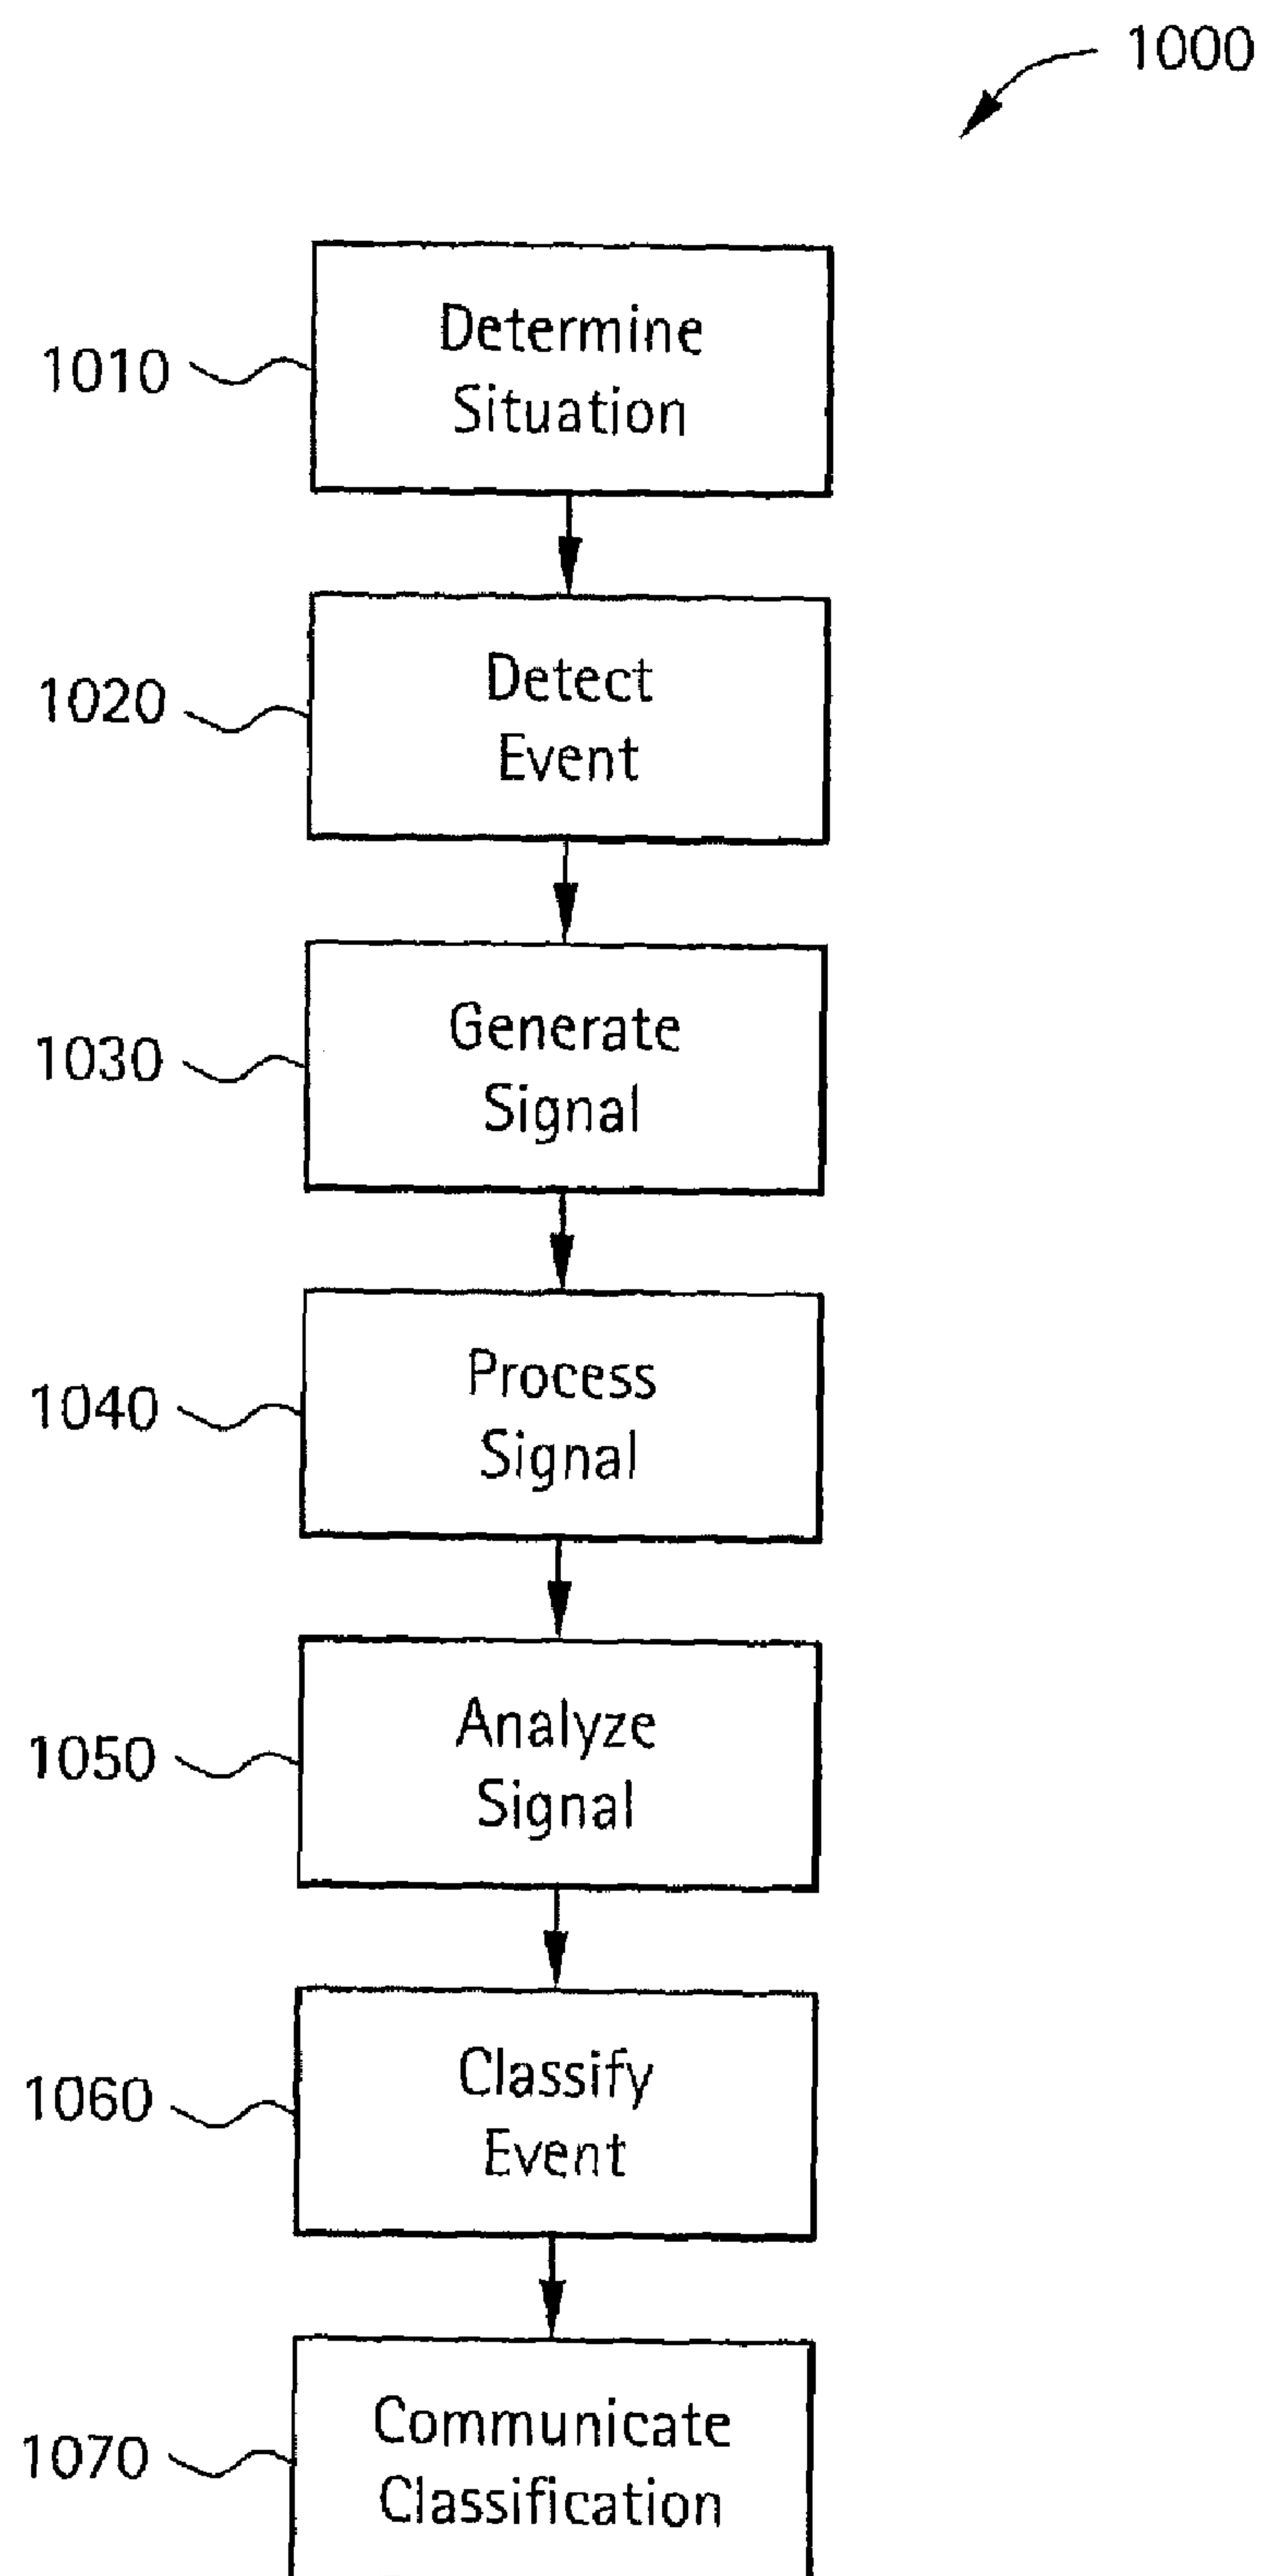 1000
1010
Determine
Situation
1020
Detect
Event
1030
Generate
Signal
1040
Process
Signal
1050
Analyze
Signal
1060
Classify
Event
1070
Communicate
Classification